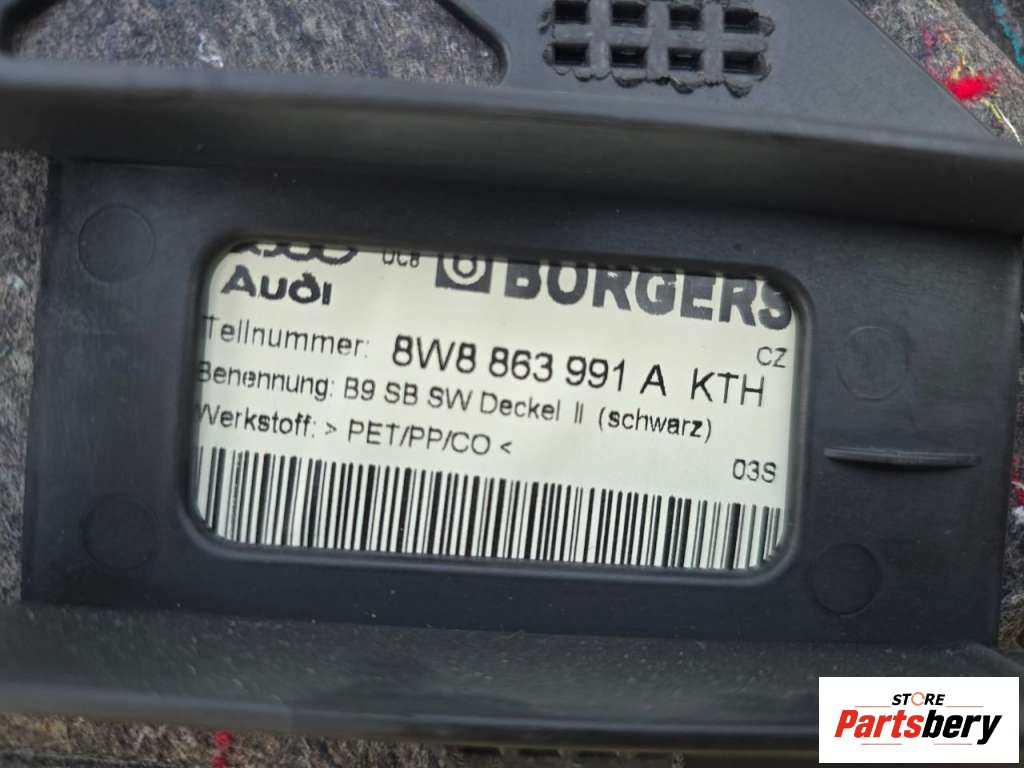 UC8 BORGERS
Audi
CZ
Teilnummer: 8W8 863 991 A KTH
Benennung: B9 SB SW Deckel II (schwarz)
Werkstoff: > PET/PP/CO <
03S
STORE
Partsbery